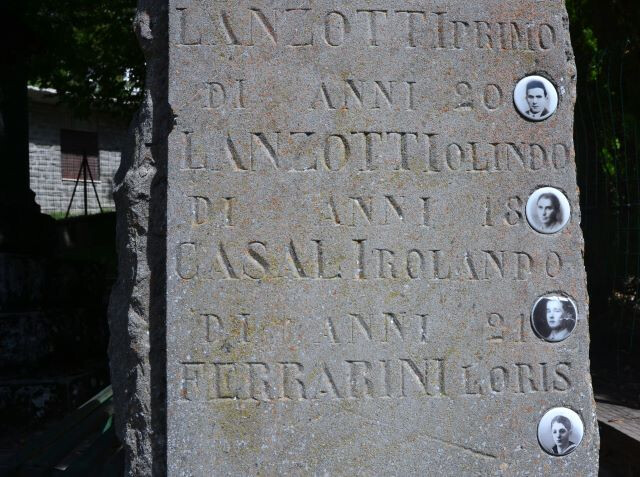 LANZOTTI PRIMO
DI ANNI 20
LANZOTTI OLINDO
DI ANNI 18
CASALI ROLANDO
DI ANNI 21
FERRARINI LORIS